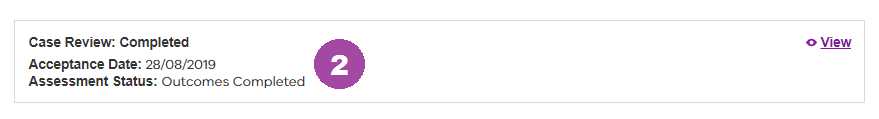 Case Review: Completed
View
Acceptance Date: 28/08/2019
2
Assessment Status: Outcomes Completed